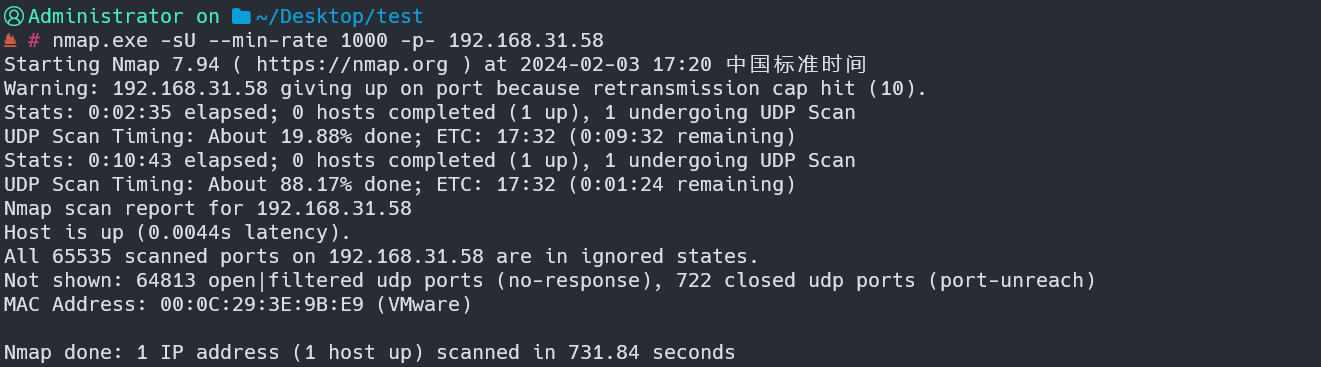 Administrator on ~/Desktop/test
# nmap.exe -sU --min-rate 1000 -p- 192.168.31.58
Starting Nmap 7.94 ( https://nmap.org ) at 2024-02-03 17:20 中国标准时间
Warning: 192.168.31.58 giving up on port because retransmission cap hit (10).
Stats: 0:02:35 elapsed; 0 hosts completed (1 up), 1 undergoing UDP Scan
UDP Scan Timing: About 19.88% done; ETC: 17:32 (0:09:32 remaining)
Stats: 0:10:43 elapsed; 0 hosts completed (1 up), 1 undergoing UDP Scan
UDP Scan Timing: About 88.17% done; ETC: 17:32 (0:01:24 remaining)
Nmap scan report for 192.168.31.58
Host is up (0.0044s latency).
All 65535 scanned ports on 192.168.31.58 are in ignored states.
Not shown: 64813 open|filtered udp ports (no-response), 722 closed udp ports (port-unreach)
MAC Address: 00:0C:29:3E:9B:E9 (VMware)
Nmap done: 1 IP address (1 host up) scanned in 731.84 seconds